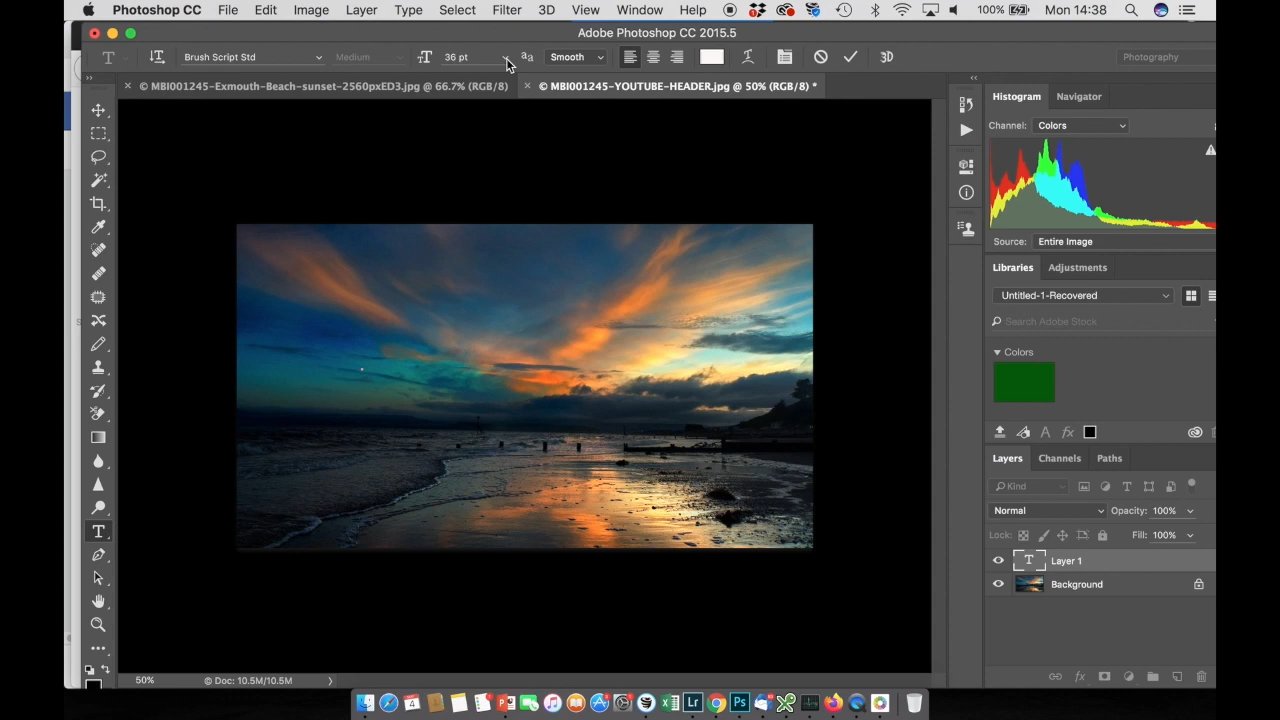 Photoshop CC File Edit Image Layer Type Select Filter 3D View Window Help 100% Mon 14:38
Adobe Photoshop CC 2015.5
Brush Script Std Medium 36 pt Smooth 3D Photography
© MBI001245-Exmouth-Beach-sunset-2560pxED3.jpg @ 66.7% (RGB/8) © MBI001245-YOUTUBE-HEADER.jpg @ 50% (RGB/8) *
Histogram Navigator
Channel: Colors
Source: Entire Image
Libraries Adjustments
Untitled-1-Recovered
Search Adobe Stock
Colors
Layers Channels Paths
Kind
Normal Opacity: 100%
Lock: Fill: 100%
T Layer 1
Background
50% © Doc: 10.5M/10.5M
Lr Ps